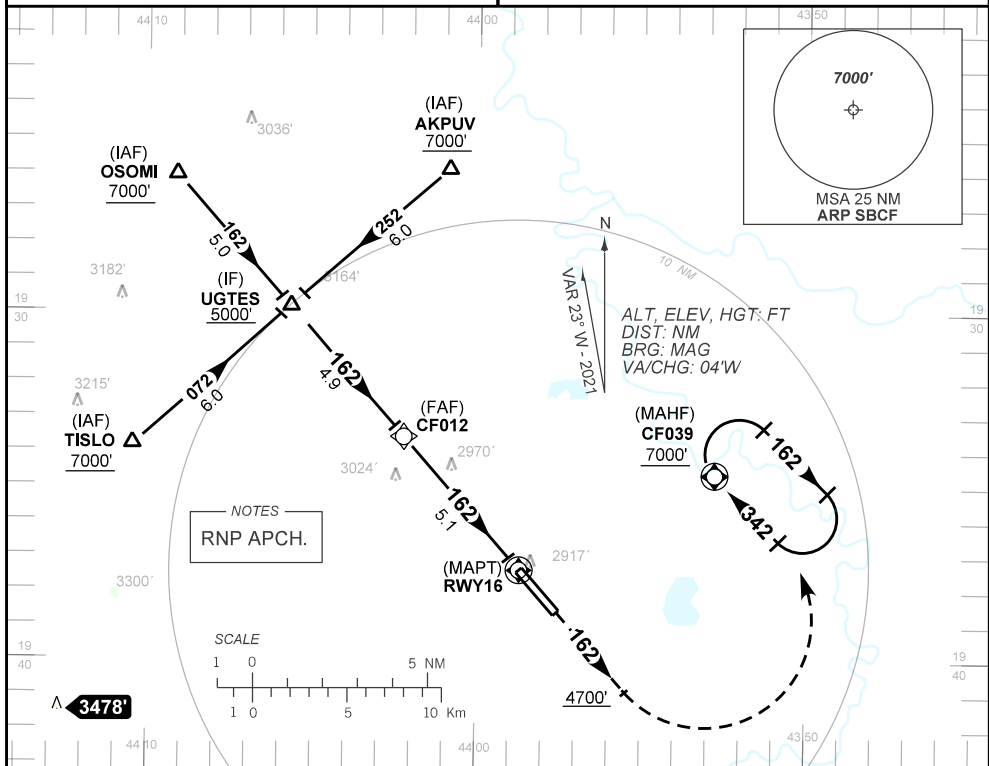 44 10
44 00
43 50
7000'
MSA 25 NM
ARP SBCF
3036'
(IAF)
AKPUV
7000'
(IAF)
OSOMI
7000'
162
5.0
252
6.0
N
10 NM
3182'
(IF)
UGTES
5000'
3164'
VAR 23° W - 2021
ALT, ELEV, HGT: FT
DIST: NM
BRG: MAG
VA/CHG: 04'W
19
30
19
30
162
4.9
072
6.0
3215'
(IAF)
TISLO
7000'
(FAF)
CF012
2970'
3024'
(MAHF)
CF039
7000'
162
342
NOTES
RNP APCH.
162
5.1
2917'
(MAPT)
RWY16
3300'
SCALE
1 0 5 NM
1 0 5 10 Km
162
4700'
19
40
19
40
3478'
44 10
44 00
43 50